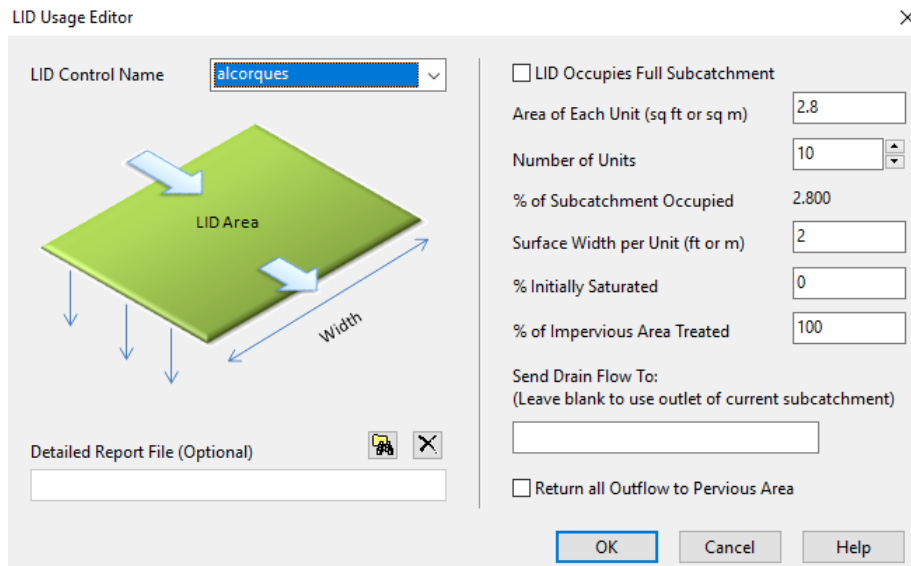 LID Usage Editor
LID Control Name
alcorques
LID Area
Width
Detailed Report File (Optional)
LID Occupies Full Subcatchment
Area of Each Unit (sq ft or sq m)
2.8
Number of Units
10
% of Subcatchment Occupied
2.800
Surface Width per Unit (ft or m)
2
% Initially Saturated
0
% of Impervious Area Treated
100
Send Drain Flow To:
(Leave blank to use outlet of current subcatchment)
Return all Outflow to Pervious Area
OK
Cancel
Help